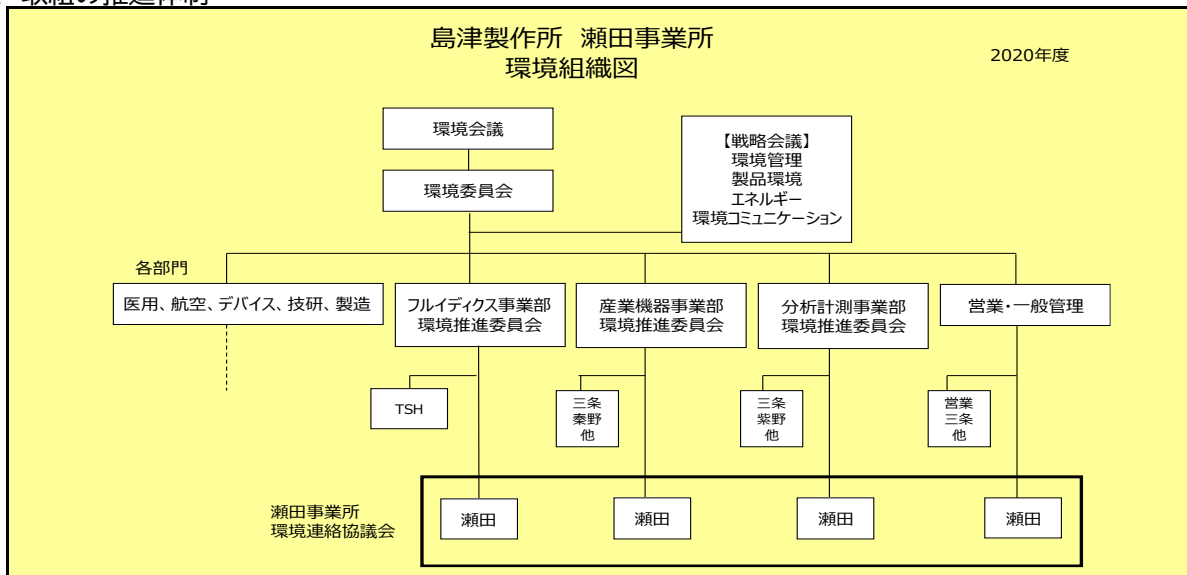 取組の推進体制
島津製作所 瀬田事業所
環境組織図
2020年度
環境会議
環境委員会
【戦略会議】
環境管理
製品環境
エネルギー
環境コミュニケーション
各部門
医用、航空、デバイス、技研、製造
フルイディクス事業部
環境推進委員会
産業機器事業部
環境推進委員会
分析計測事業部
環境推進委員会
営業・一般管理
TSH
三条
秦野
他
三条
紫野
他
営業
三条
他
瀬田事業所
環境連絡協議会
瀬田
瀬田
瀬田
瀬田